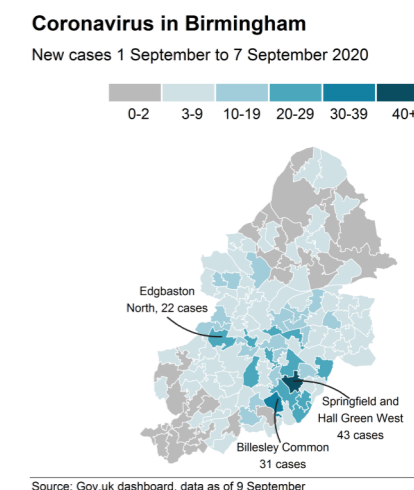 Coronavirus in Birmingham
New cases 1 September to 7 September 2020
0-2 3-9 10-19 20-29 30-39 40+
Edgbaston
North, 22 cases
Springfield and
Hall Green West
43 cases
Billesley Common
31 cases
Source: Gov.uk dashboard, data as of 9 September